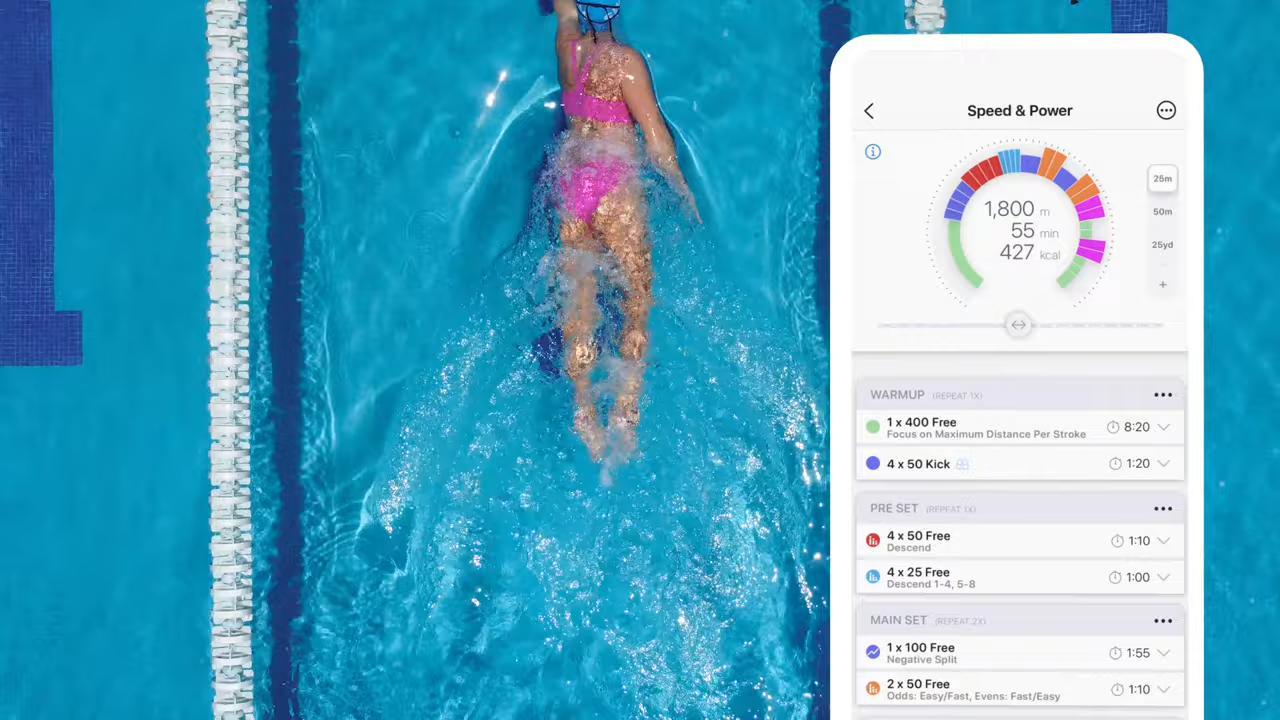 Speed & Power
25m
50m
25yd
+
1,800 m
55 min
427 kcal
WARMUP (REPEAT 1X)
1 x 400 Free 8:20
Focus on Maximum Distance Per Stroke
4 x 50 Kick 1:20
PRE SET (REPEAT 1X)
4 x 50 Free 1:10
Descend
4 x 25 Free 1:00
Descend 1-4, 5-8
MAIN SET (REPEAT 2X)
1 x 100 Free 1:55
Negative Split
2 x 50 Free 1:10
Odds: Easy/Fast, Evens: Fast/Easy